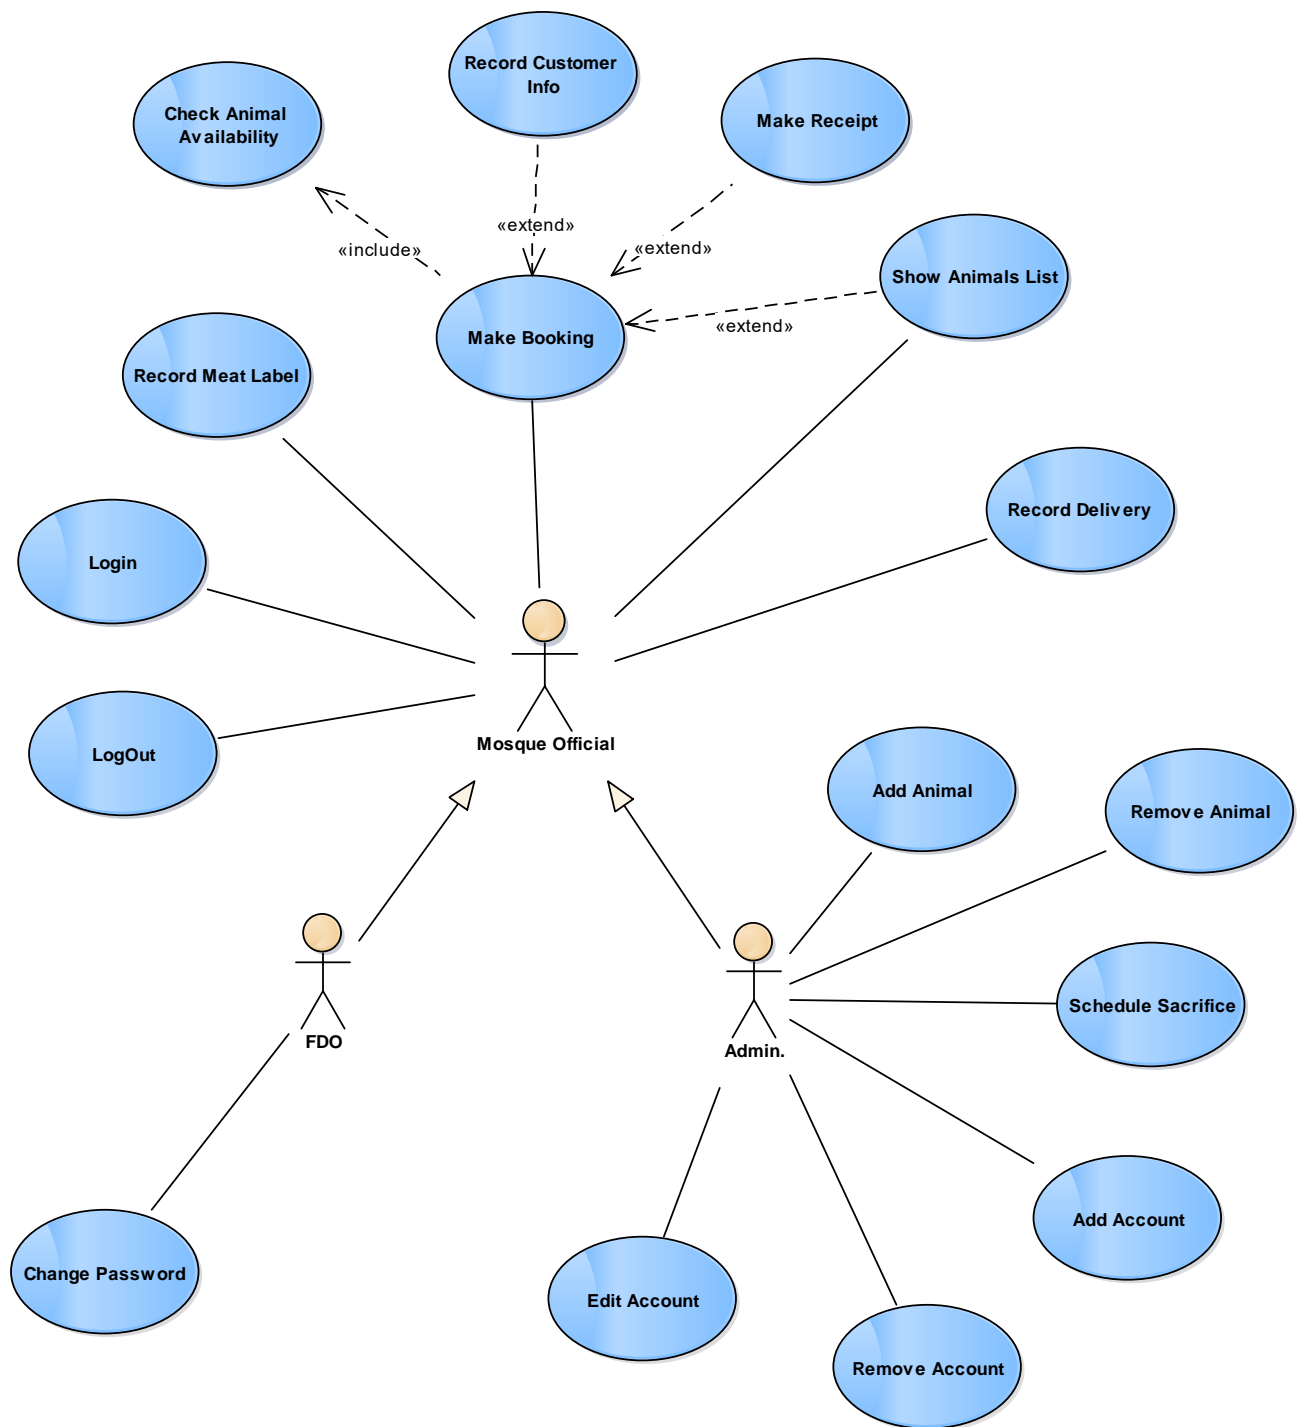 Record Customer
Info
Check Animal
Availability
Make Receipt
«extend»
«include»
«extend»
Show Animals List
«extend»
Make Booking
Record Meat Label
Record Delivery
Login
LogOut
Mosque Official
Add Animal
Remove Animal
Schedule Sacrifice
FDO
Admin.
Add Account
Change Password
Edit Account
Remove Account